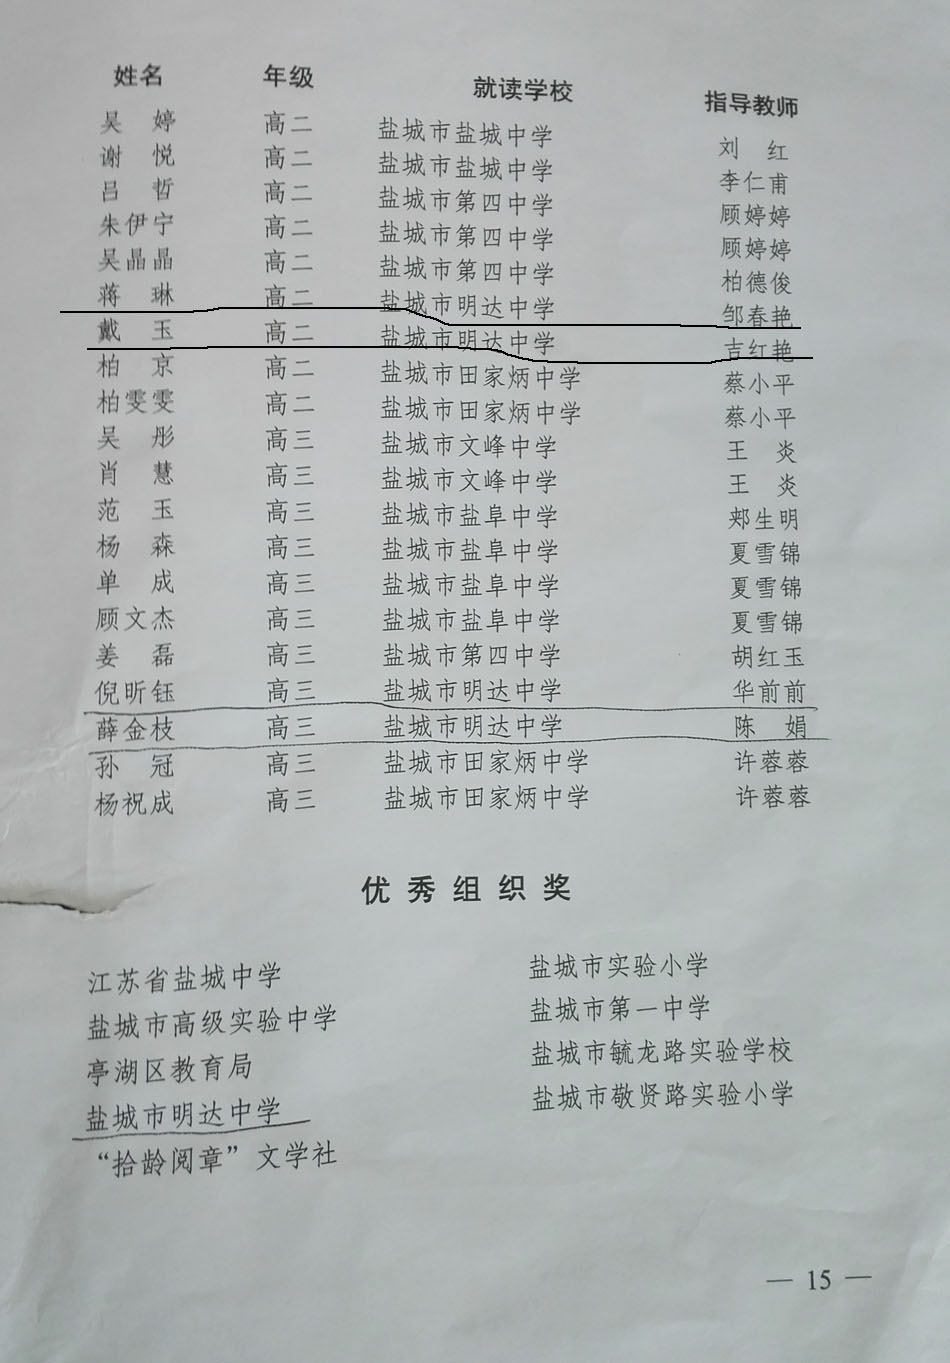 姓名 年级 就读学校 指导教师
吴婷 高二 盐城市盐城中学 刘红
谢悦 高二 盐城市盐城中学 李仁甫
吕哲 高二 盐城市第四中学 顾婷婷
朱伊宁 高二 盐城市第四中学 顾婷婷
吴晶晶 高二 盐城市第四中学 柏德俊
蒋琳 高二 盐城市明达中学 邹春艳
戴玉 高二 盐城市明达中学 吉红艳
柏京 高二 盐城市田家炳中学 蔡小平
柏雯雯 高二 盐城市田家炳中学 蔡小平
吴彤 高三 盐城市文峰中学 王炎
肖慧 高三 盐城市文峰中学 王炎
范玉 高三 盐城市盐阜中学 郏生明
杨森 高三 盐城市盐阜中学 夏雪锦
单成 高三 盐城市盐阜中学 夏雪锦
顾文杰 高三 盐城市盐阜中学 夏雪锦
姜磊 高三 盐城市第四中学 胡红玉
倪昕钰 高三 盐城市明达中学 华前前
薛金枝 高三 盐城市明达中学 陈娟
孙冠 高三 盐城市田家炳中学 许蓉蓉
杨祝成 高三 盐城市田家炳中学 许蓉蓉
优秀组织奖
江苏省盐城中学 盐城市实验小学
盐城市高级实验中学 盐城市第一中学
亭湖区教育局 盐城市毓龙路实验学校
盐城市明达中学 盐城市敬贤路实验小学
“拾龄阅章”文学社
— 15 —